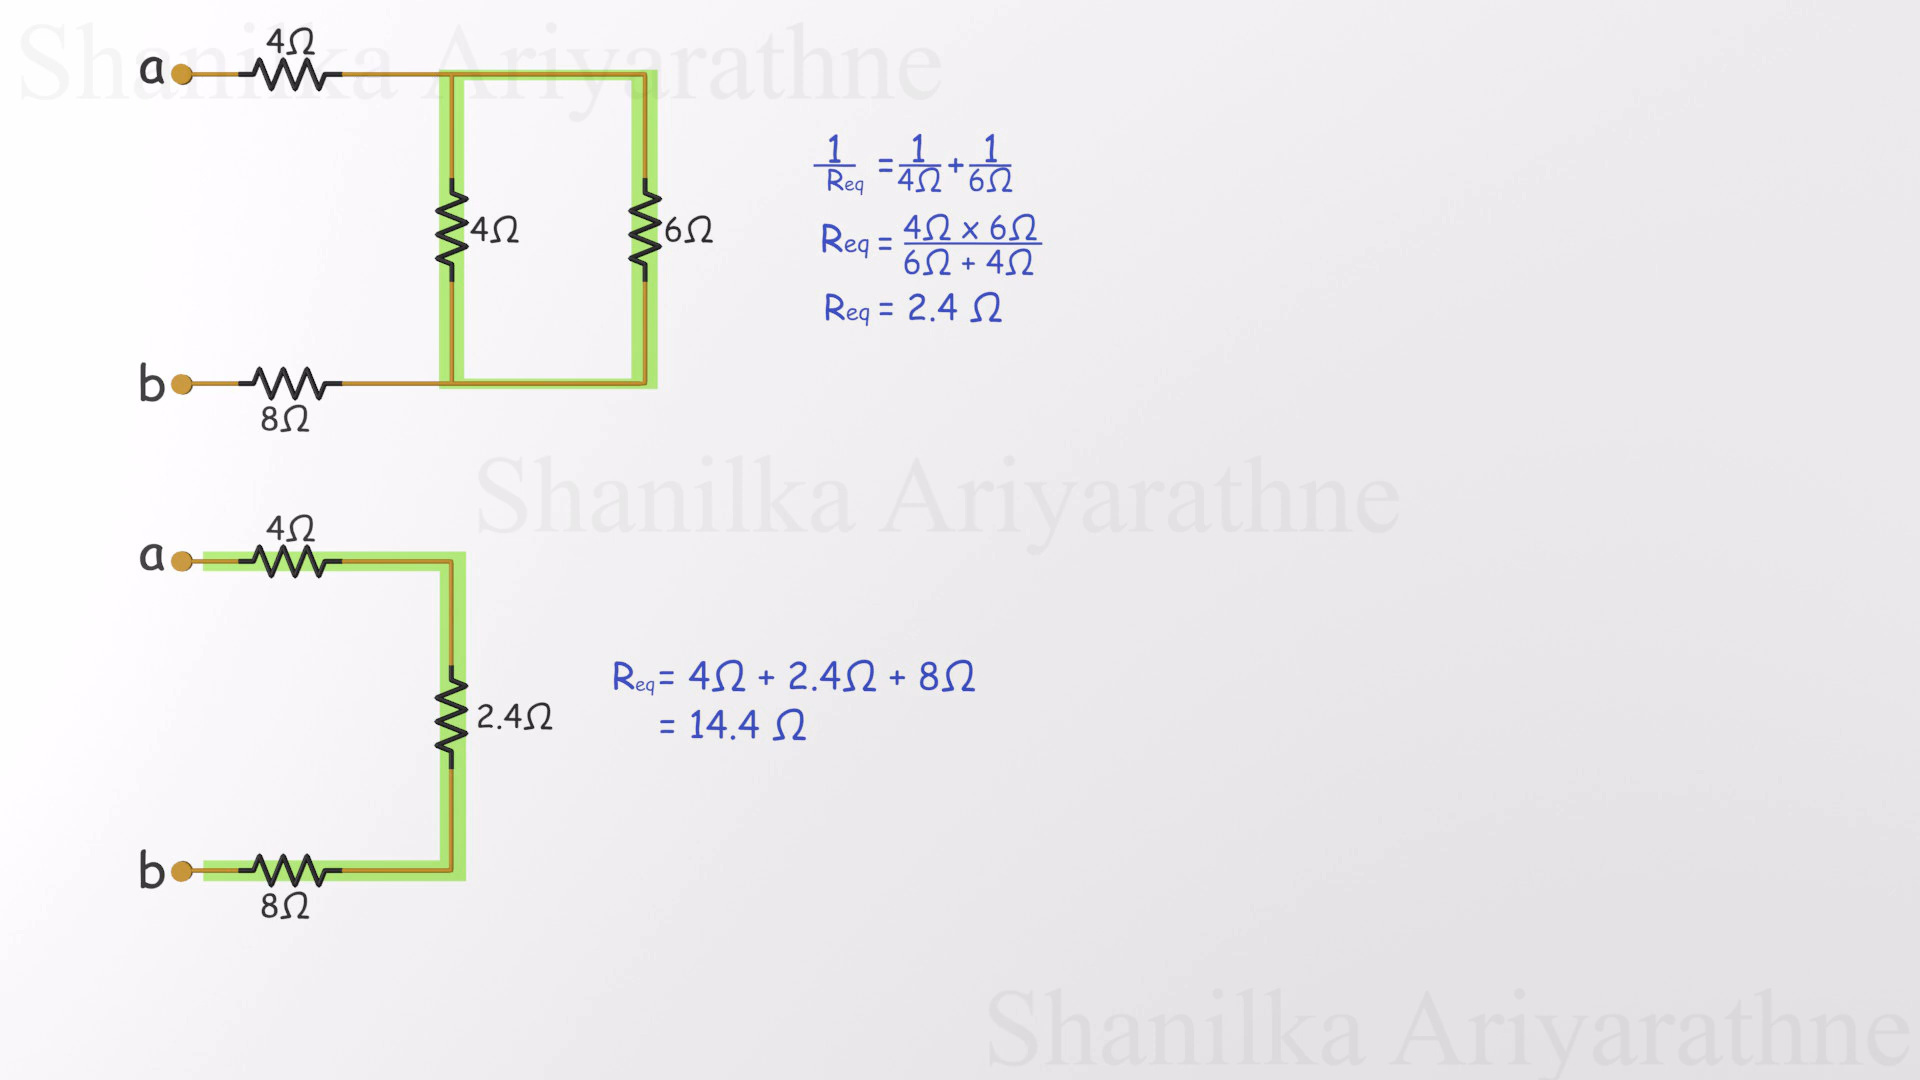 Shanilka Ariyarathne
4Ω
a
4Ω
6Ω
b
8Ω
1/Req = 1/4Ω + 1/6Ω
Req = 4Ω x 6Ω / 6Ω + 4Ω
Req = 2.4 Ω
Shanilka Ariyarathne
4Ω
a
2.4Ω
b
8Ω
Req = 4Ω + 2.4Ω + 8Ω
= 14.4 Ω
Shanilka Ariyarathne